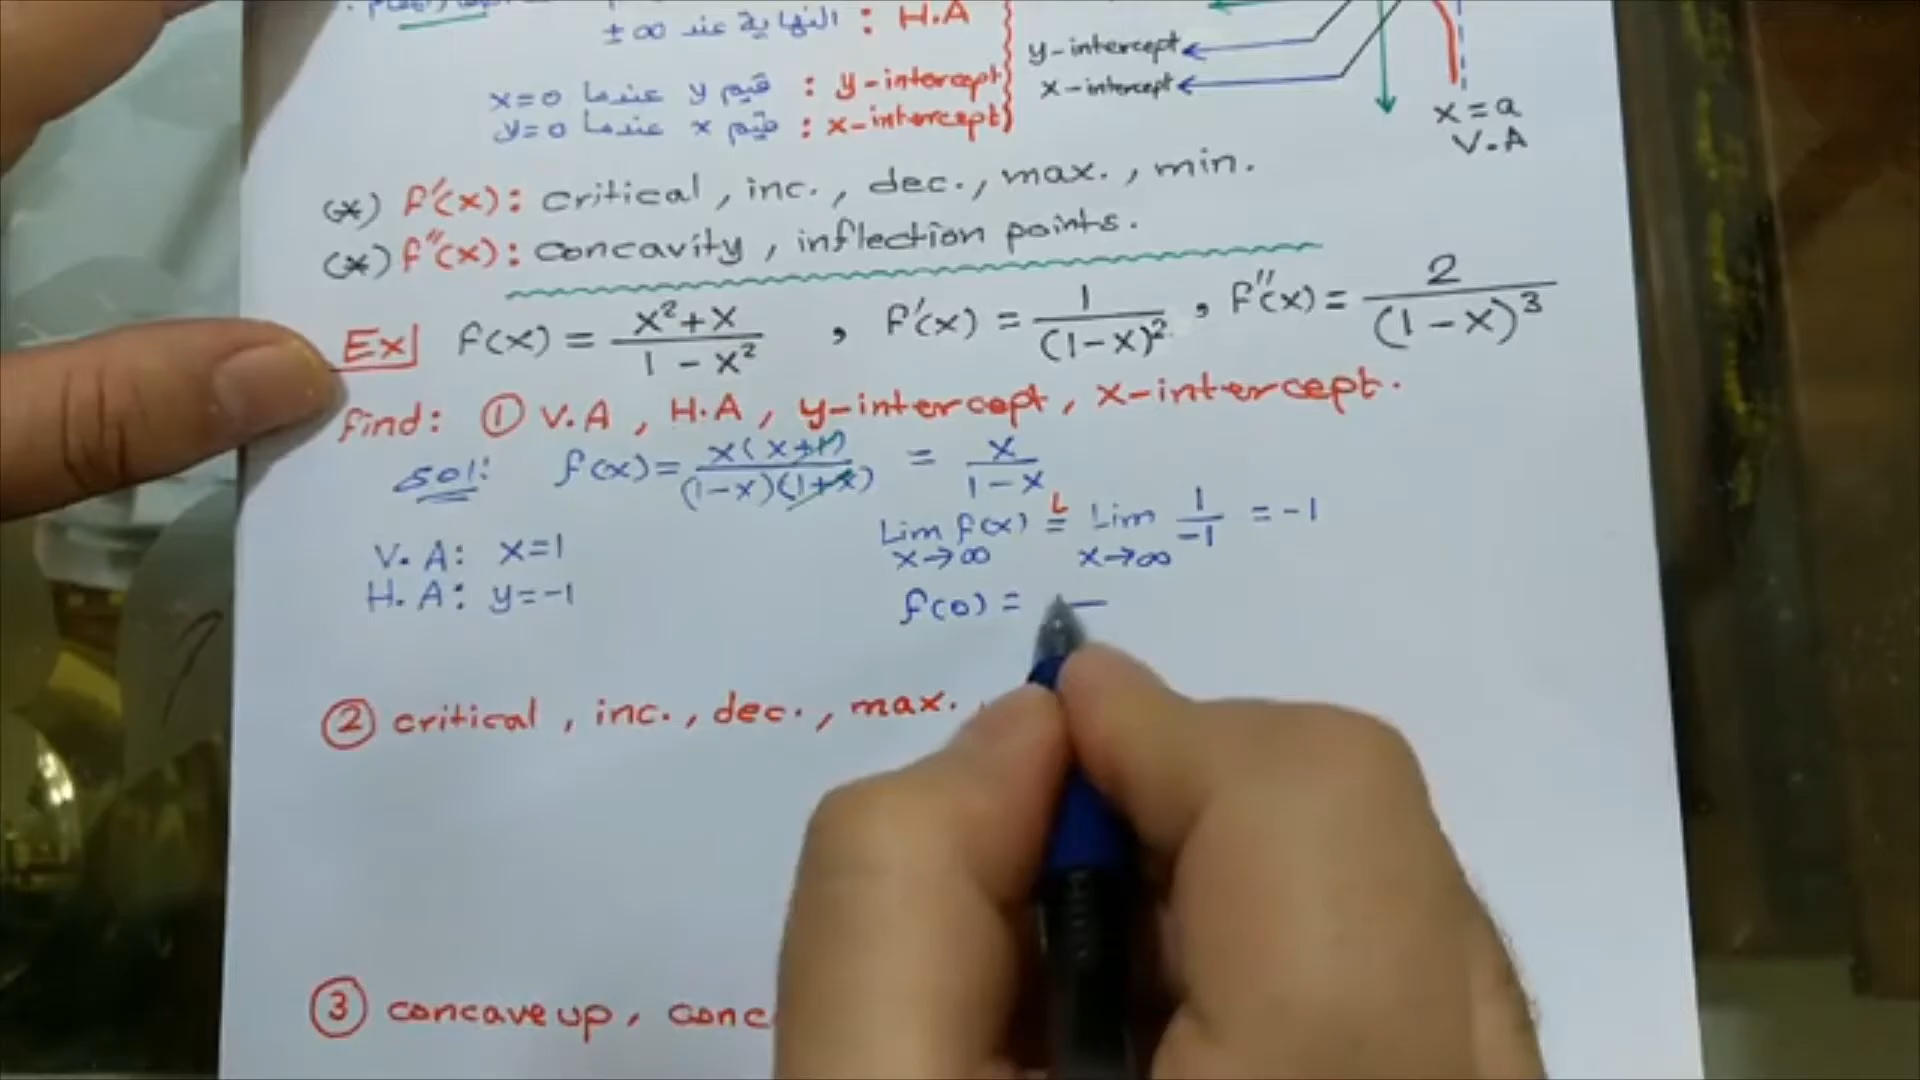 H.A : النهاية عند ±∞
y-intercept : قيم y عندما x=0
x-intercept : قيم x عندما y=0
y-intercept
x-intercept
x=a
V.A
(*) f'(x): critical, inc., dec., max., min.
(*) f''(x): concavity, inflection points.
Ex f(x) = (x²+x)/(1-x²) , f'(x) = 1/(1-x)² , f''(x) = 2/(1-x)³
find: ① V.A, H.A, y-intercept, x-intercept.
sol: f(x) = x(x+1)/((1-x)(1+x)) = x/(1-x)
Lim x→∞ f(x) =ᴸ Lim x→∞ 1/-1 = -1
V.A: x=1
H.A: y=-1
f(0) =
② critical, inc., dec., max.
③ concave up, conc